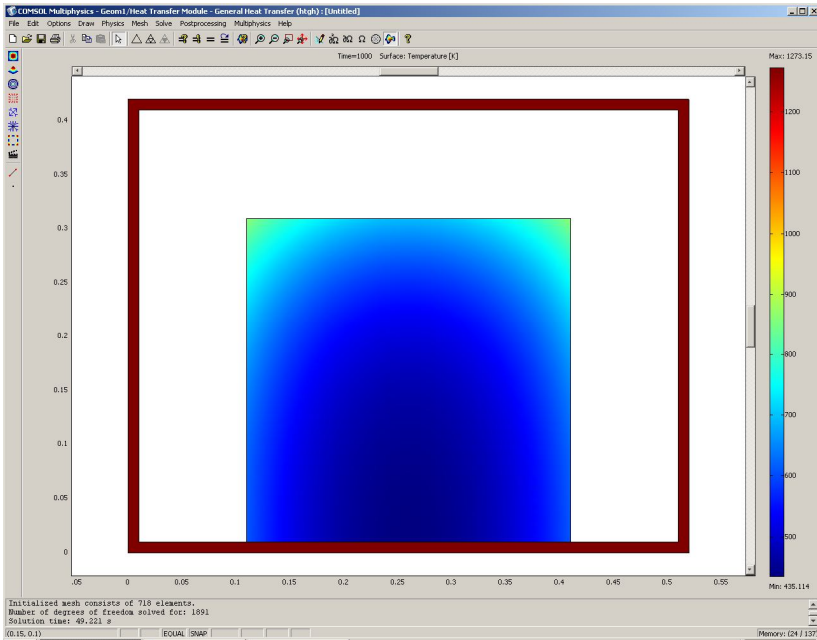 COMSOL Multiphysics - Geom1/Heat Transfer Module - General Heat Transfer (htgh) : [Untitled]
File Edit Options Draw Physics Mesh Solve Postprocessing Multiphysics Help
Time=1000 Surface: Temperature [K]
Max: 1273.15
0.4
0.35
0.3
0.25
0.2
0.15
0.1
0.05
0
1200
1100
1000
900
800
700
600
500
.05 0 0.05 0.1 0.15 0.2 0.25 0.3 0.35 0.4 0.45 0.5 0.55
Min: 435.114
Initialized mesh consists of 718 elements.
Number of degrees of freedom solved for: 1891
Solution time: 49.221 s
(0.15, 0.1) EQUAL SNAP Memory: (24 / 137